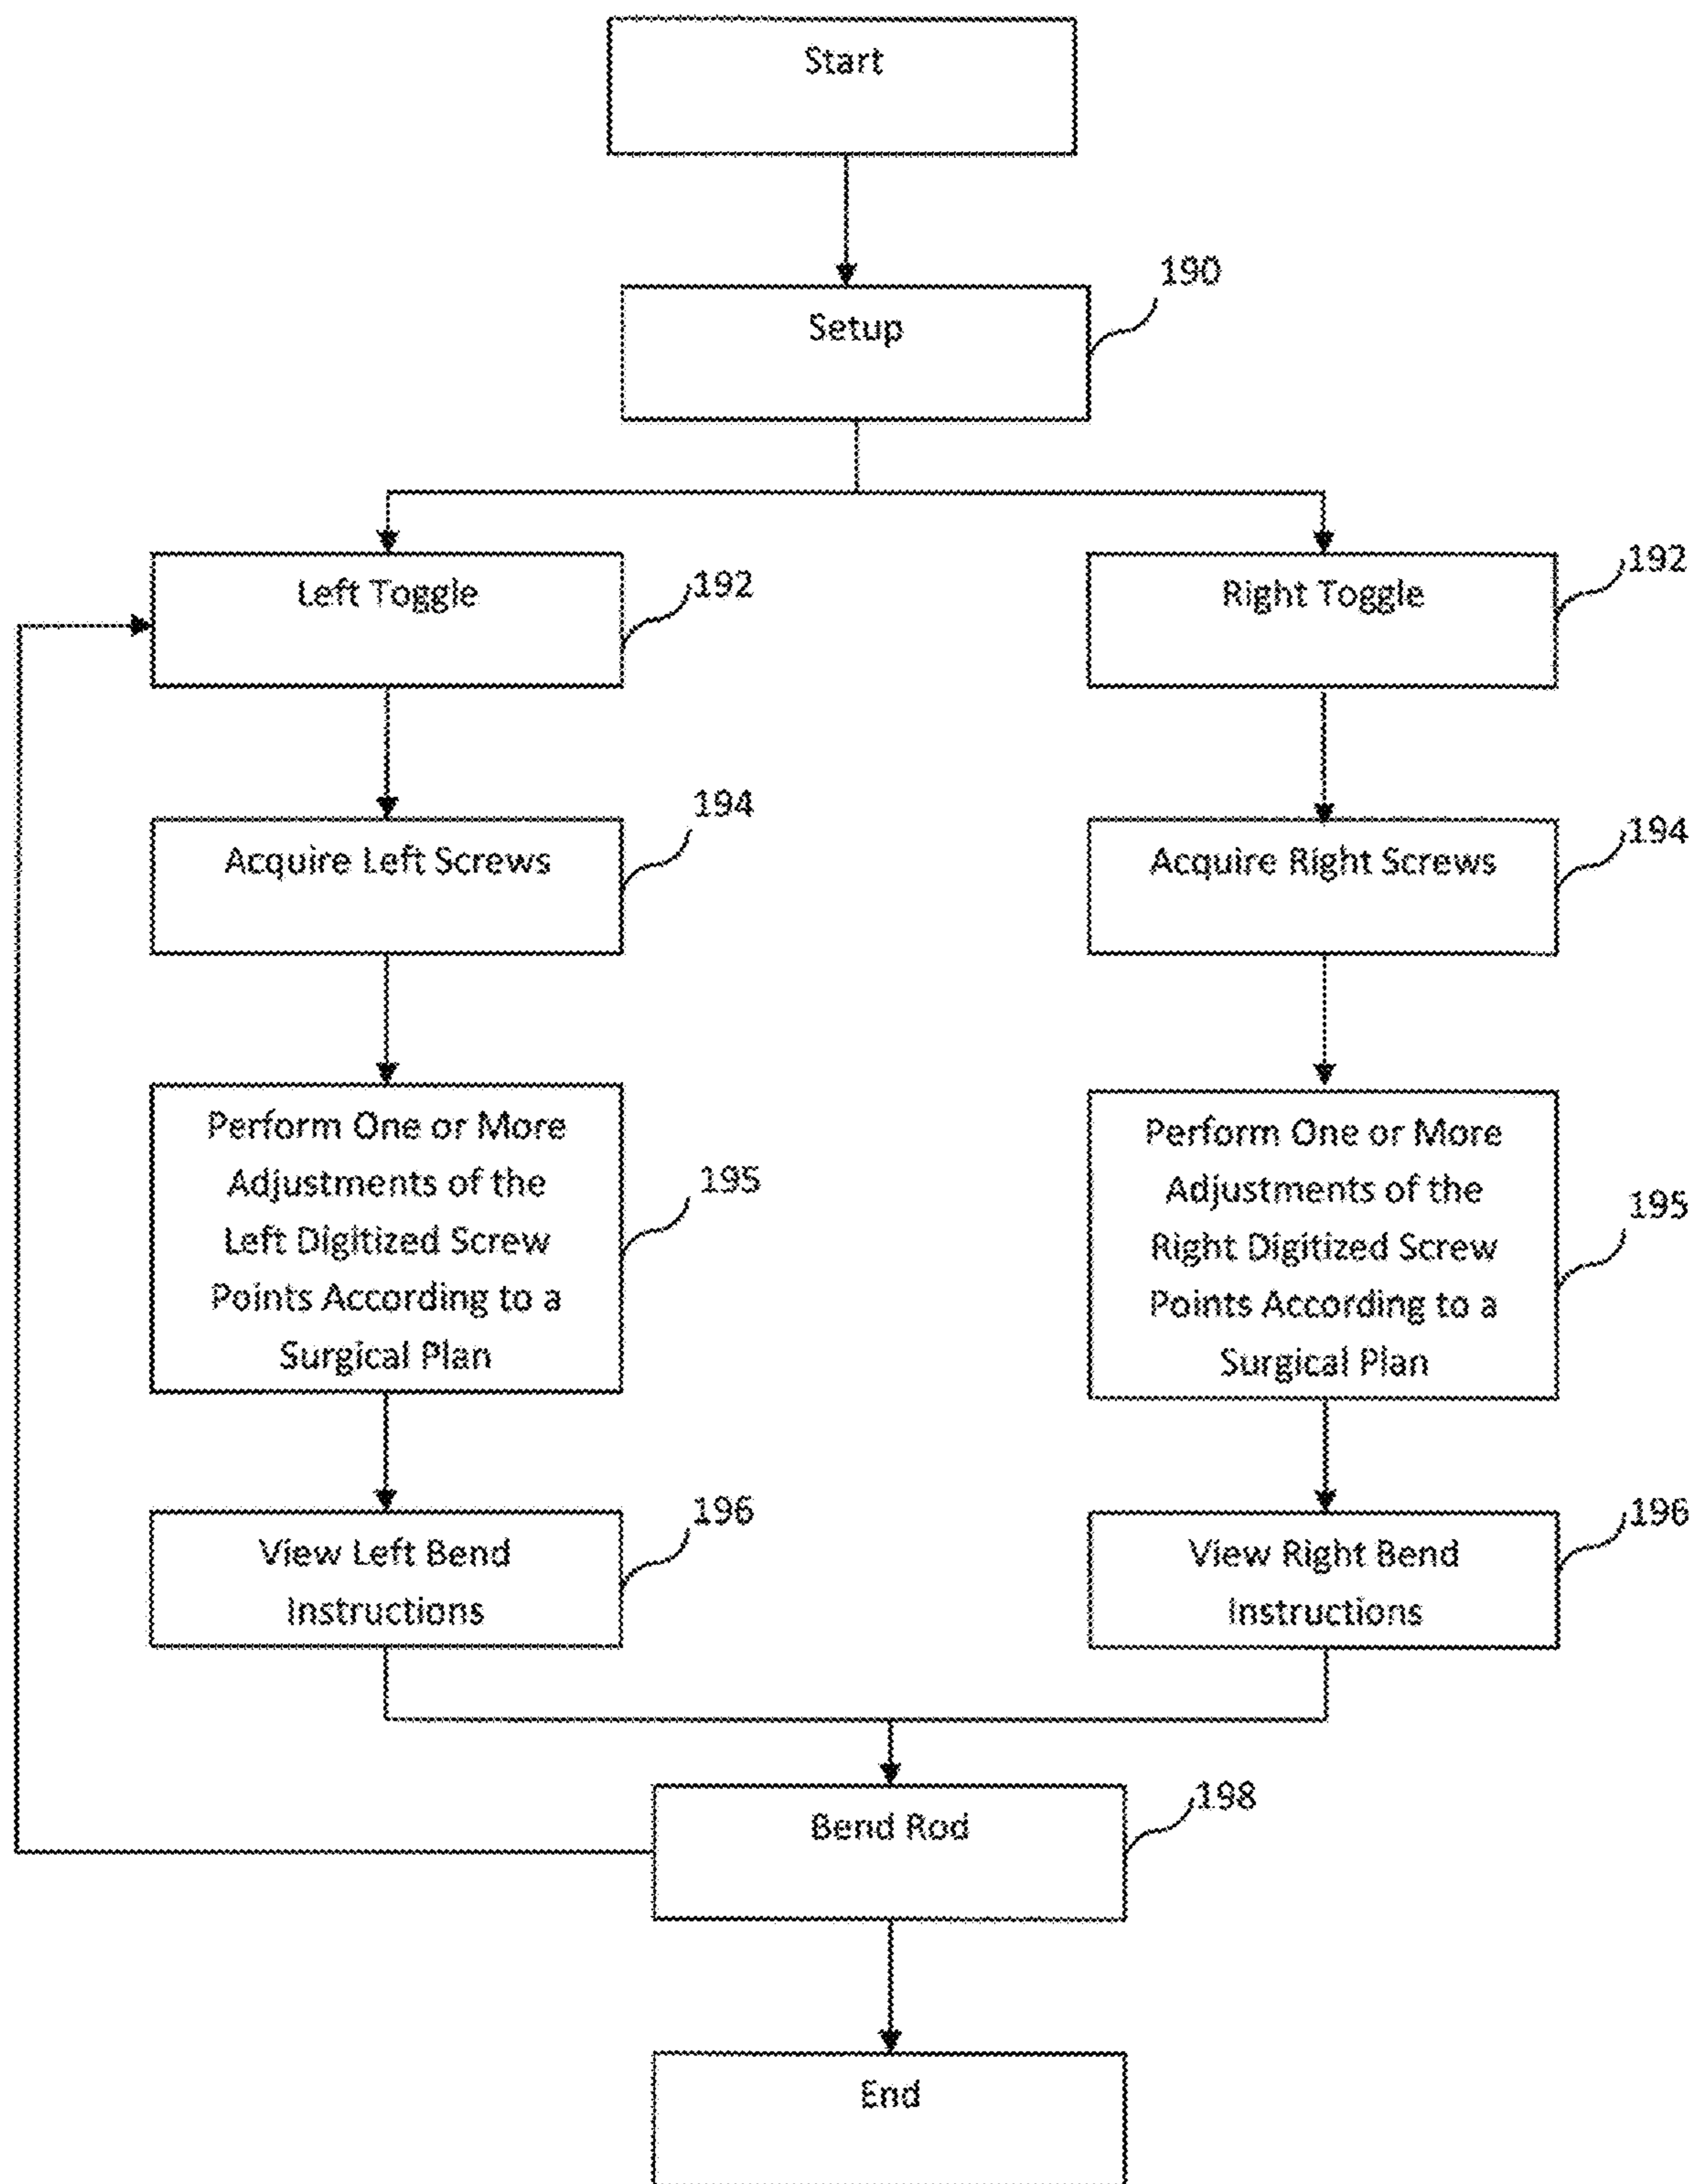 Start
190
Setup
Left Toggle
192
Right Toggle
192
Acquire Left Screws
194
Acquire Right Screws
194
Perform One or More
Adjustments of the
Left Digitized Screw
Points According to a
Surgical Plan
195
Perform One or More
Adjustments of the
Right Digitized Screw
Points According to a
Surgical Plan
195
View Left Bend
Instructions
196
View Right Bend
Instructions
196
Bend Rod
198
End